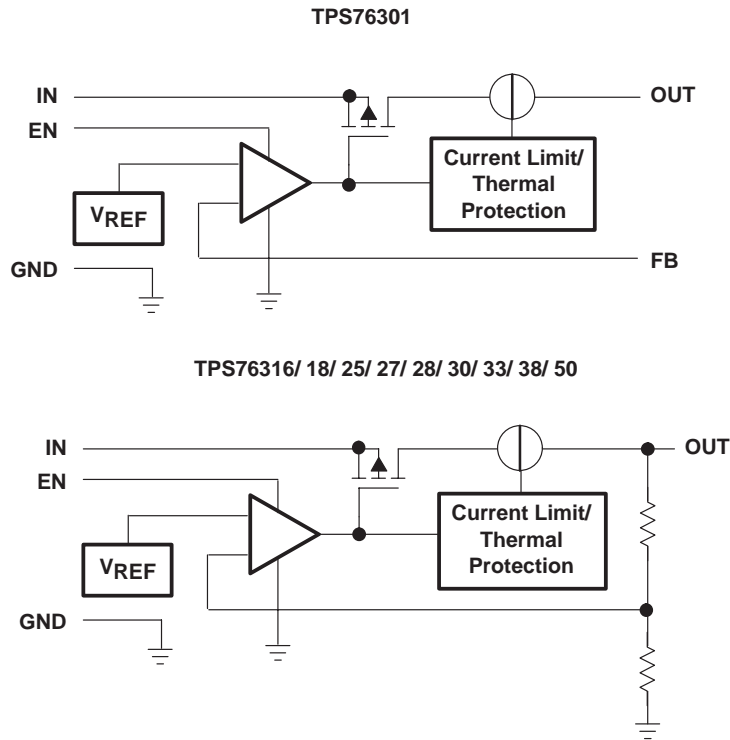 TPS76301
IN
OUT
EN
Current Limit/
Thermal
Protection
VREF
FB
GND
TPS76316/ 18/ 25/ 27/ 28/ 30/ 33/ 38/ 50
IN
OUT
EN
Current Limit/
Thermal
Protection
VREF
GND